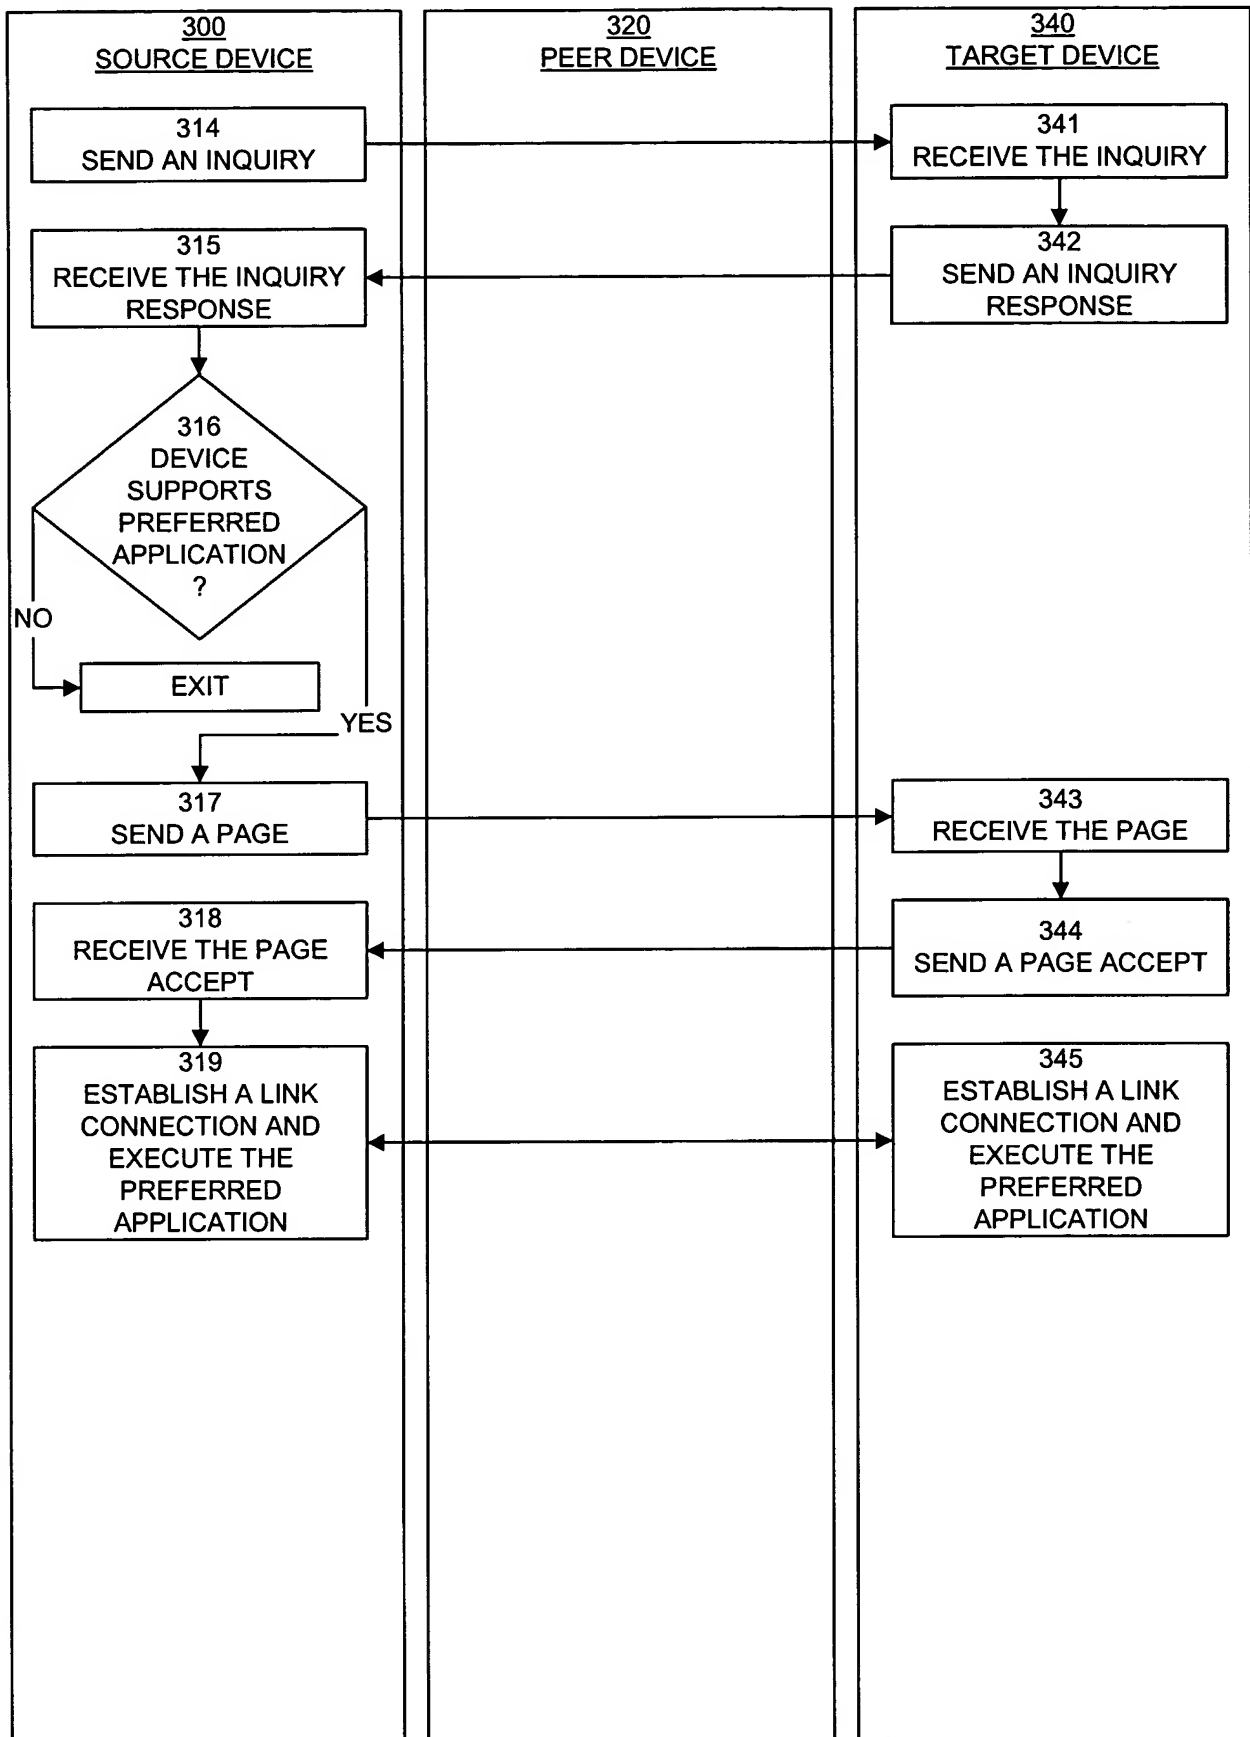 300
SOURCE DEVICE
320
PEER DEVICE
340
TARGET DEVICE
314
SEND AN INQUIRY
341
RECEIVE THE INQUIRY
315
RECEIVE THE INQUIRY
RESPONSE
342
SEND AN INQUIRY
RESPONSE
316
DEVICE
SUPPORTS
PREFERRED
APPLICATION
?
NO
EXIT
YES
317
SEND A PAGE
343
RECEIVE THE PAGE
318
RECEIVE THE PAGE
ACCEPT
344
SEND A PAGE ACCEPT
319
ESTABLISH A LINK
CONNECTION AND
EXECUTE THE
PREFERRED
APPLICATION
345
ESTABLISH A LINK
CONNECTION AND
EXECUTE THE
PREFERRED
APPLICATION